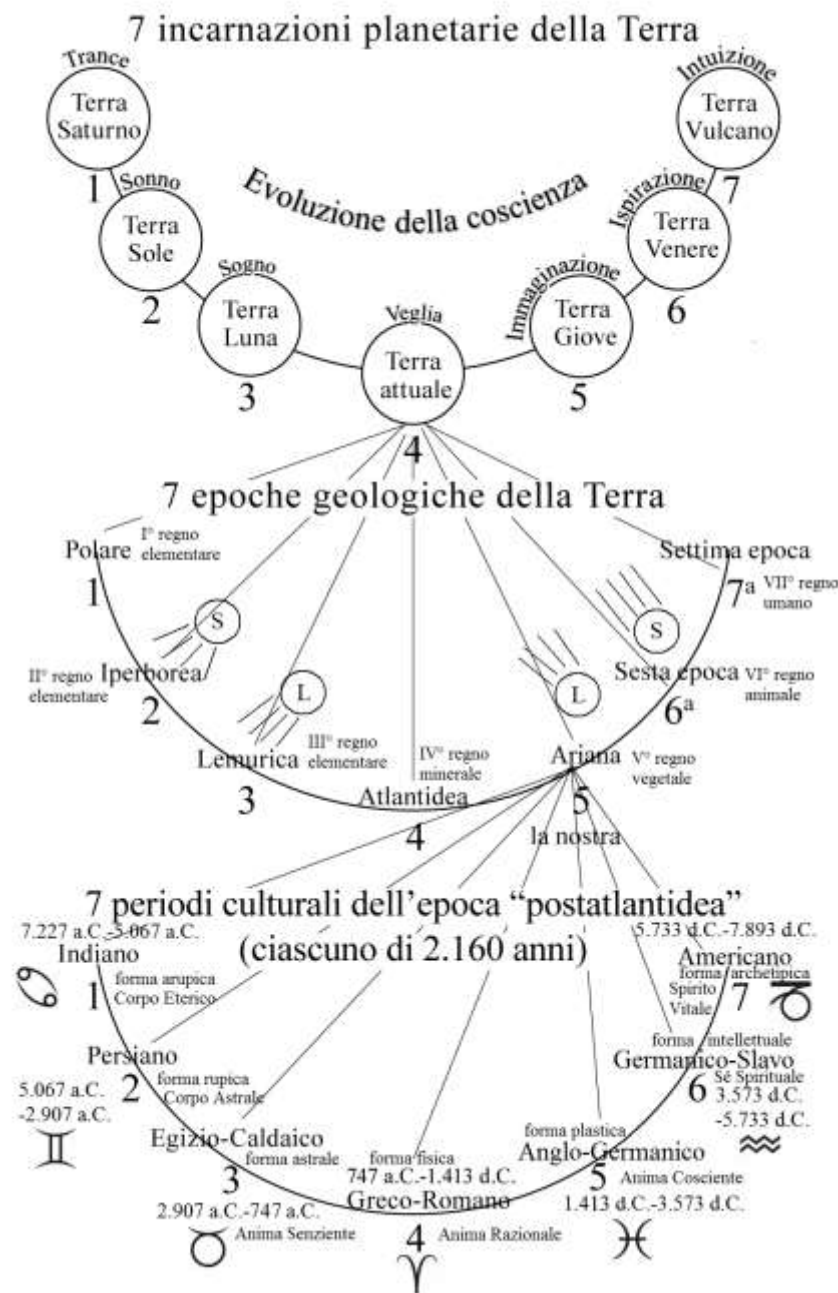 7 incarnazioni planetarie della Terra
Trance
Terra
Saturno
1
Sonno
Terra
Sole
2
Sogno
Terra
Luna
3
Veglia
Terra
attuale
4
Immaginazione
Terra
Giove
5
Ispirazione
Terra
Venere
6
Intuizione
Terra
Vulcano
7
Evoluzione della coscienza
7 epoche geologiche della Terra
Polare
I° regno
elementare
1
S
II° regno
elementare
Iperborea
2
L
Lemurica
III° regno
elementare
3
IV° regno
minerale
Atlantidea
4
L
Ariana
V° regno
vegetale
5
la nostra
S
Sesta epoca
VI° regno
animale
6a
Settima epoca
7a
VII° regno
umano
7 periodi culturali dell'epoca “postatlantidea”
(ciascuno di 2.160 anni)
7.227 a.C.-5.067 a.C.
Indiano
1
forma arupica
Corpo Eterico
♋
Persiano
2
forma rupica
Corpo Astrale
5.067 a.C.
-2.907 a.C.
♊
Egizio-Caldaico
3
forma astrale
2.907 a.C.-747 a.C.
♉
Anima Senziente
forma fisica
747 a.C.-1.413 d.C.
Greco-Romano
4
Anima Razionale
♈
forma plastica
Anglo-Germanico
5
Anima Cosciente
1.413 d.C.-3.573 d.C.
♓
forma intellettuale
Germanico-Slavo
6
Sé Spirituale
3.573 d.C.
-5.733 d.C.
♒
5.733 d.C.-7.893 d.C.
Americano
forma archetipica
Spirito
Vitale
7
♑